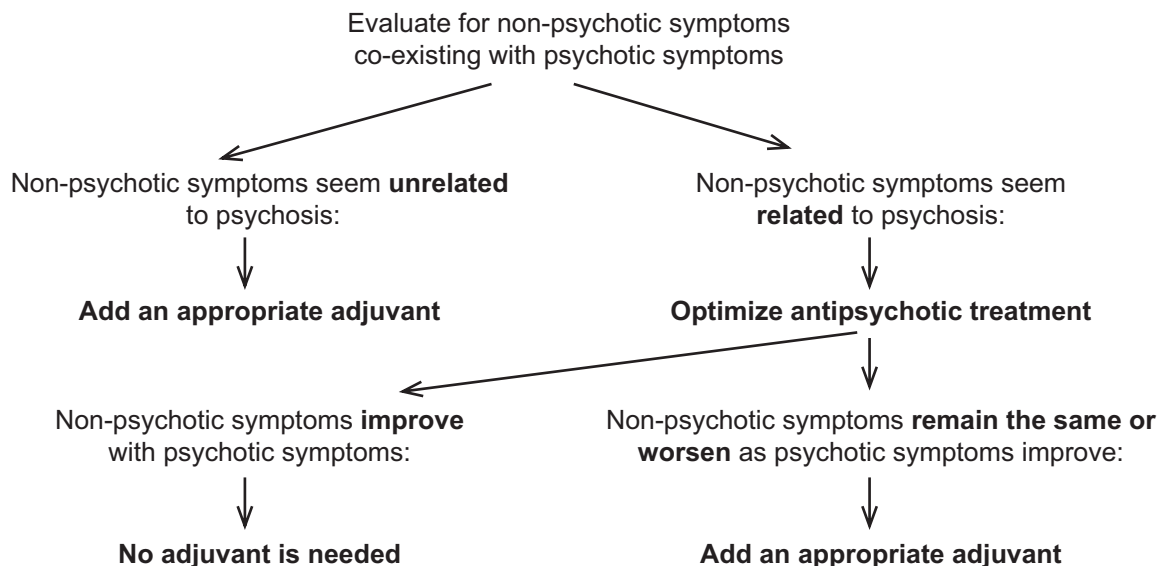 Evaluate for non-psychotic symptoms
co-existing with psychotic symptoms
Non-psychotic symptoms seem unrelated
to psychosis:
Non-psychotic symptoms seem
related to psychosis:
Add an appropriate adjuvant
Optimize antipsychotic treatment
Non-psychotic symptoms improve
with psychotic symptoms:
Non-psychotic symptoms remain the same or
worsen as psychotic symptoms improve:
No adjuvant is needed
Add an appropriate adjuvant